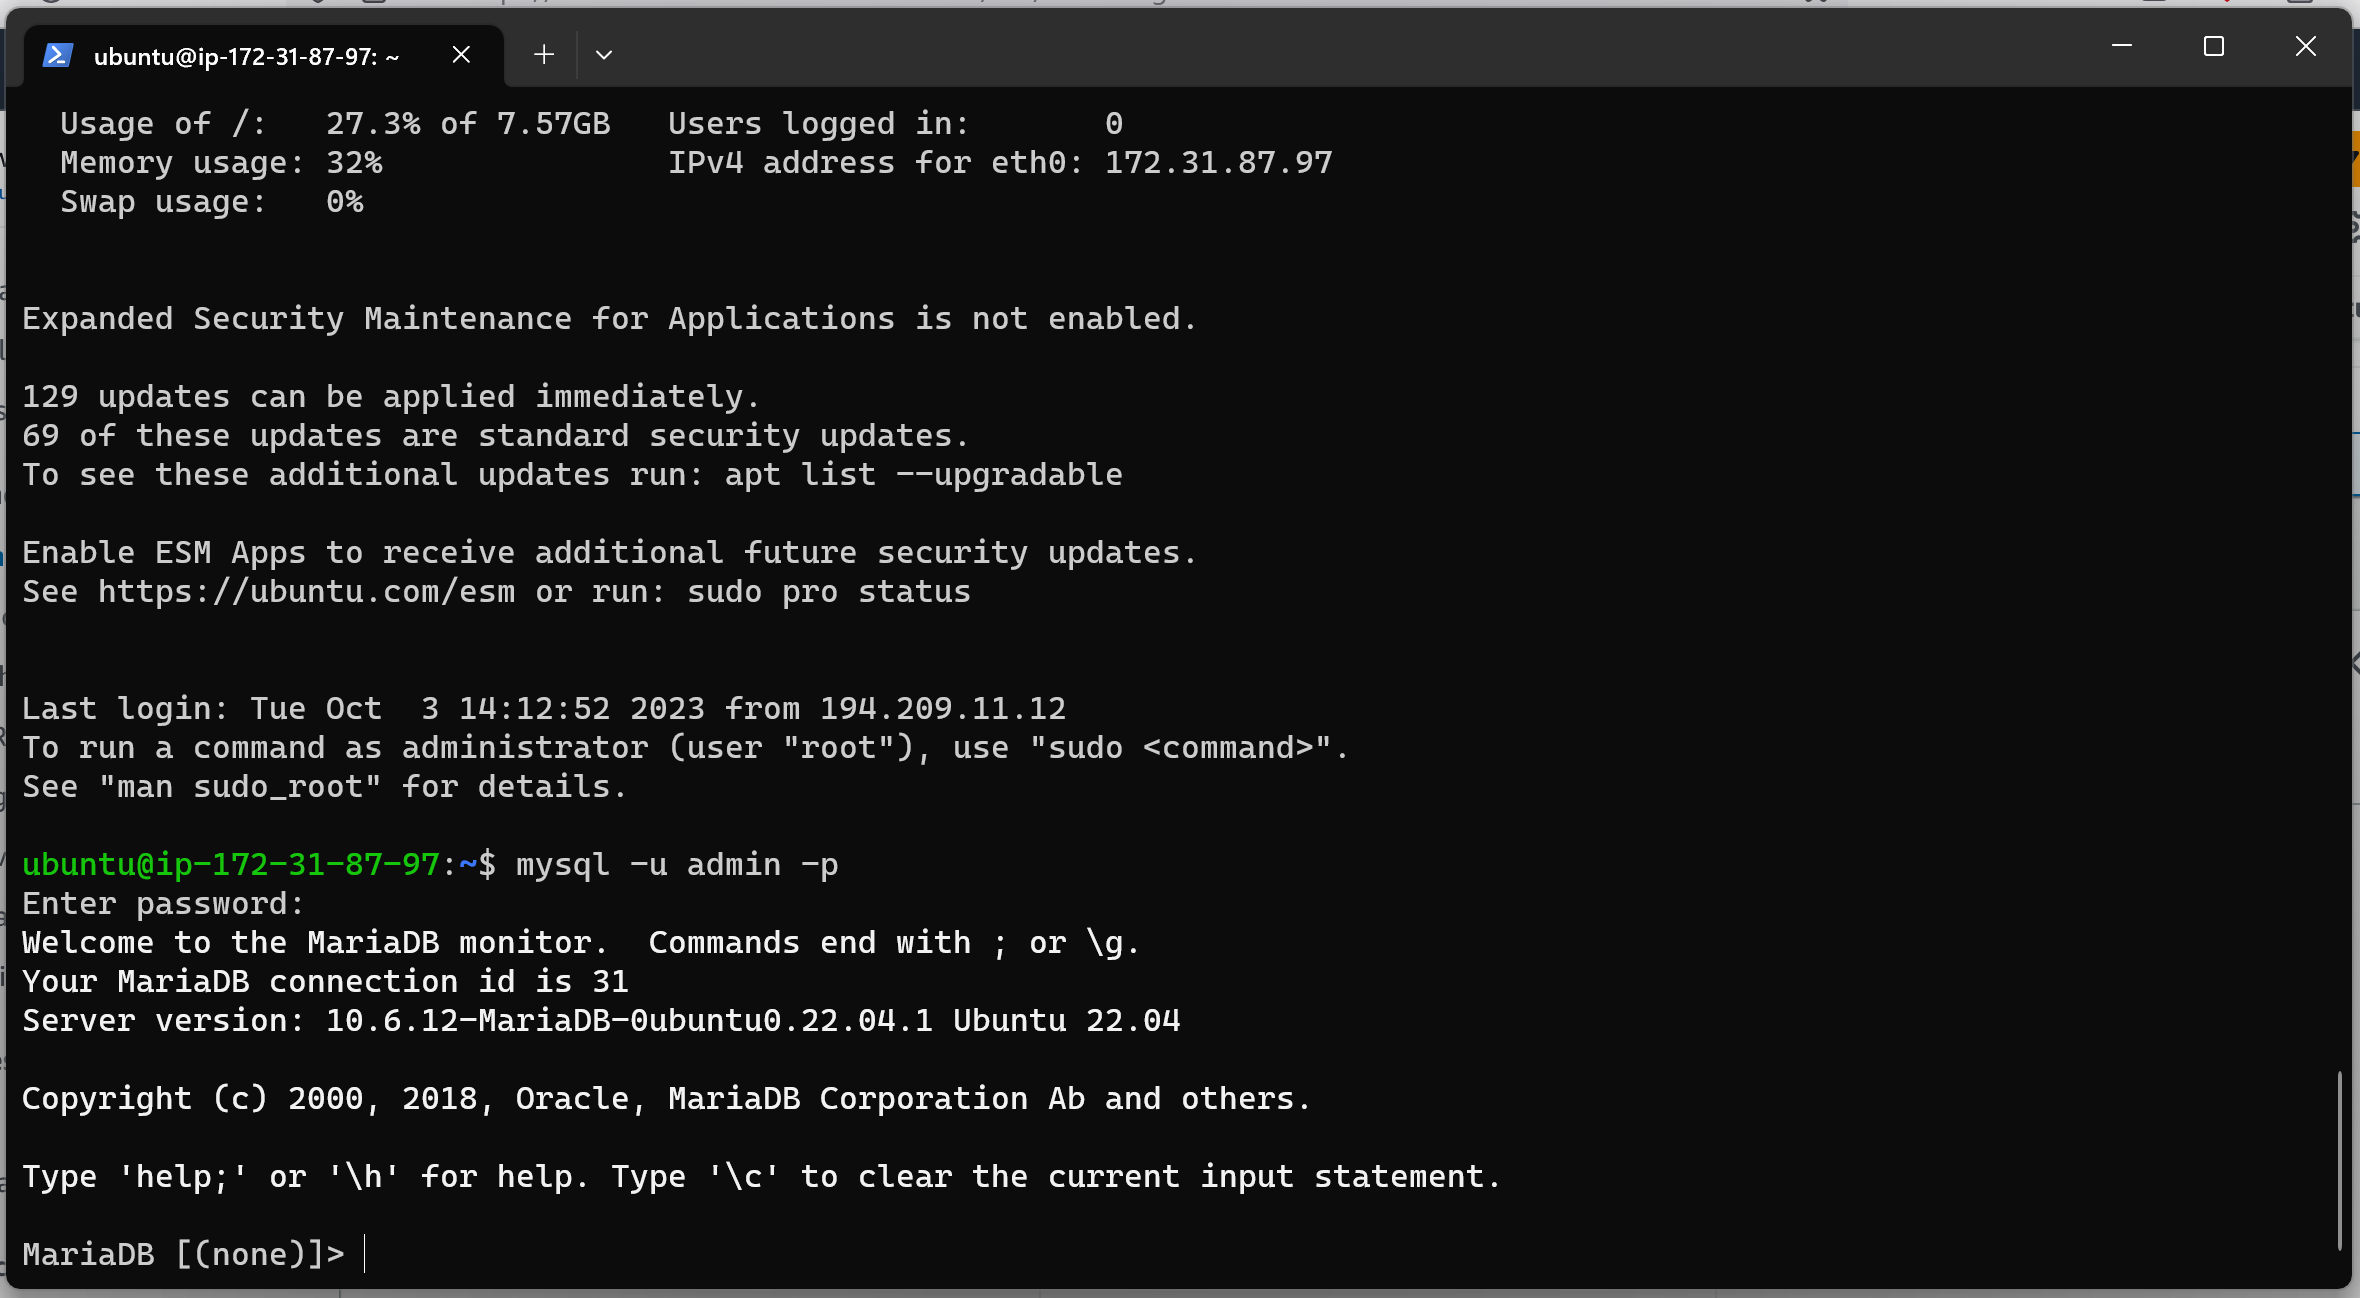 ubuntu@ip-172-31-87-97: ~
Usage of /:   27.3% of 7.57GB   Users logged in:       0
Memory usage: 32%               IPv4 address for eth0: 172.31.87.97
Swap usage:   0%
Expanded Security Maintenance for Applications is not enabled.
129 updates can be applied immediately.
69 of these updates are standard security updates.
To see these additional updates run: apt list --upgradable
Enable ESM Apps to receive additional future security updates.
See https://ubuntu.com/esm or run: sudo pro status
Last login: Tue Oct  3 14:12:52 2023 from 194.209.11.12
To run a command as administrator (user "root"), use "sudo <command>".
See "man sudo_root" for details.
ubuntu@ip-172-31-87-97:~$ mysql -u admin -p
Enter password:
Welcome to the MariaDB monitor.  Commands end with ; or \g.
Your MariaDB connection id is 31
Server version: 10.6.12-MariaDB-0ubuntu0.22.04.1 Ubuntu 22.04
Copyright (c) 2000, 2018, Oracle, MariaDB Corporation Ab and others.
Type 'help;' or '\h' for help. Type '\c' to clear the current input statement.
MariaDB [(none)]>